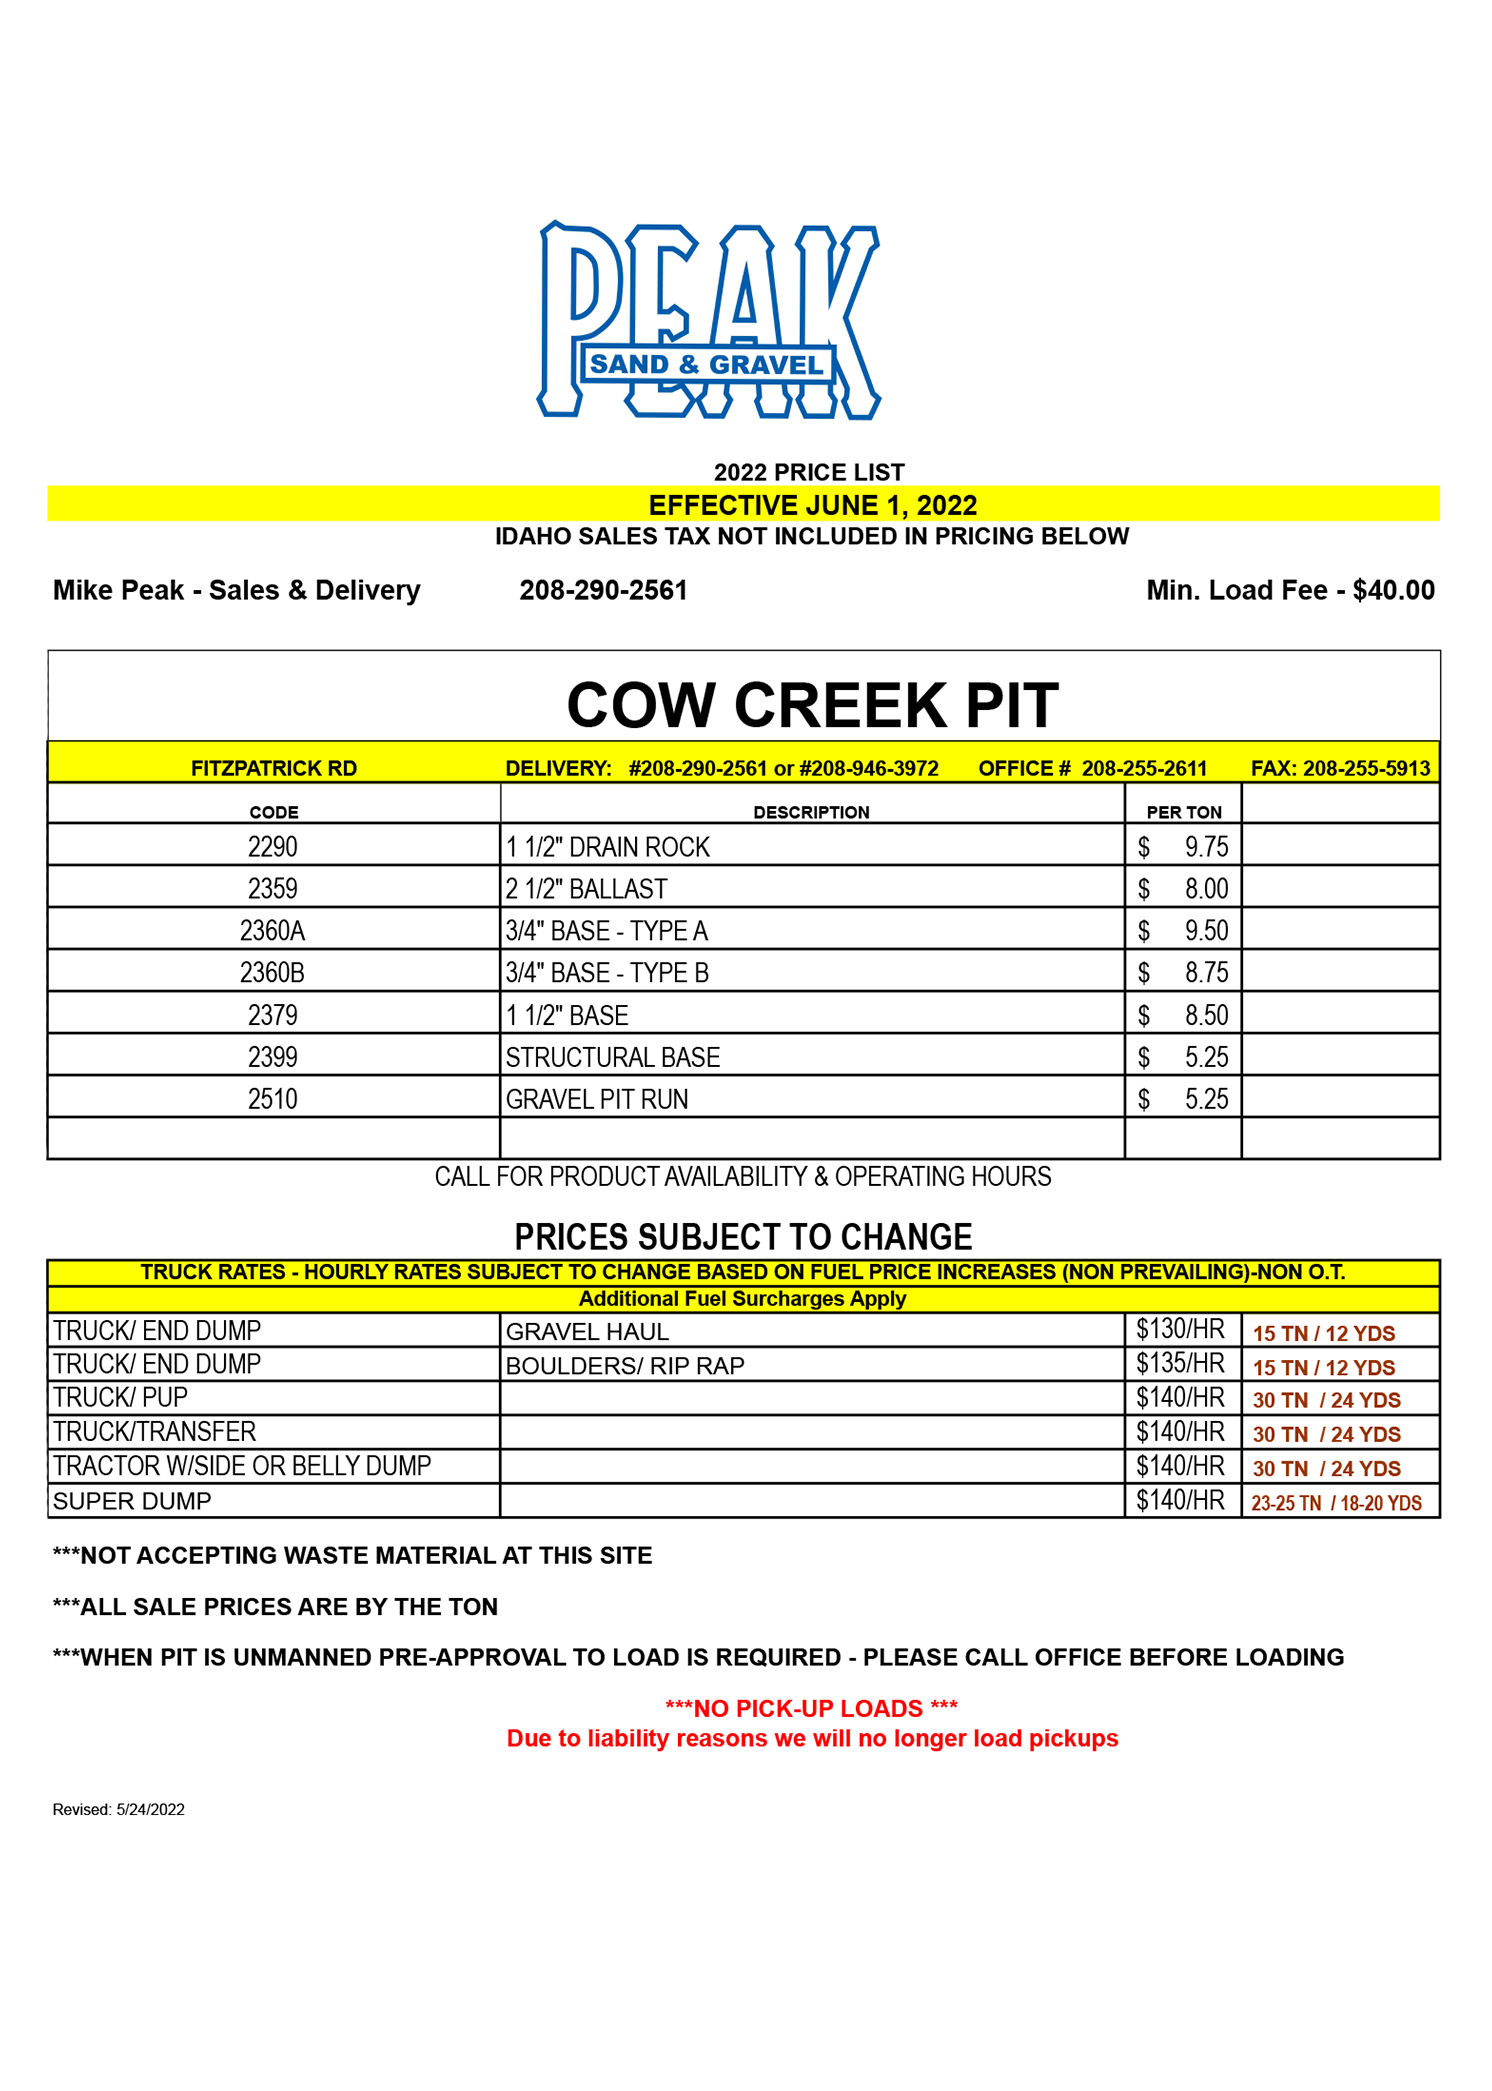 PEAK
SAND & GRAVEL
2022 PRICE LIST
EFFECTIVE JUNE 1, 2022
IDAHO SALES TAX NOT INCLUDED IN PRICING BELOW
Mike Peak - Sales & Delivery 208-290-2561 Min. Load Fee - $40.00
COW CREEK PIT
FITZPATRICK RD DELIVERY: #208-290-2561 or #208-946-3972 OFFICE # 208-255-2611 FAX: 208-255-5913
CODE DESCRIPTION PER TON
2290 1 1/2" DRAIN ROCK $ 9.75
2359 2 1/2" BALLAST $ 8.00
2360A 3/4" BASE - TYPE A $ 9.50
2360B 3/4" BASE - TYPE B $ 8.75
2379 1 1/2" BASE $ 8.50
2399 STRUCTURAL BASE $ 5.25
2510 GRAVEL PIT RUN $ 5.25
CALL FOR PRODUCT AVAILABILITY & OPERATING HOURS
PRICES SUBJECT TO CHANGE
TRUCK RATES - HOURLY RATES SUBJECT TO CHANGE BASED ON FUEL PRICE INCREASES (NON PREVAILING)-NON O.T.
Additional Fuel Surcharges Apply
TRUCK/ END DUMP GRAVEL HAUL $130/HR 15 TN / 12 YDS
TRUCK/ END DUMP BOULDERS/ RIP RAP $135/HR 15 TN / 12 YDS
TRUCK/ PUP $140/HR 30 TN / 24 YDS
TRUCK/TRANSFER $140/HR 30 TN / 24 YDS
TRACTOR W/SIDE OR BELLY DUMP $140/HR 30 TN / 24 YDS
SUPER DUMP $140/HR 23-25 TN / 18-20 YDS
***NOT ACCEPTING WASTE MATERIAL AT THIS SITE
***ALL SALE PRICES ARE BY THE TON
***WHEN PIT IS UNMANNED PRE-APPROVAL TO LOAD IS REQUIRED - PLEASE CALL OFFICE BEFORE LOADING
***NO PICK-UP LOADS ***
Due to liability reasons we will no longer load pickups
Revised: 5/24/2022